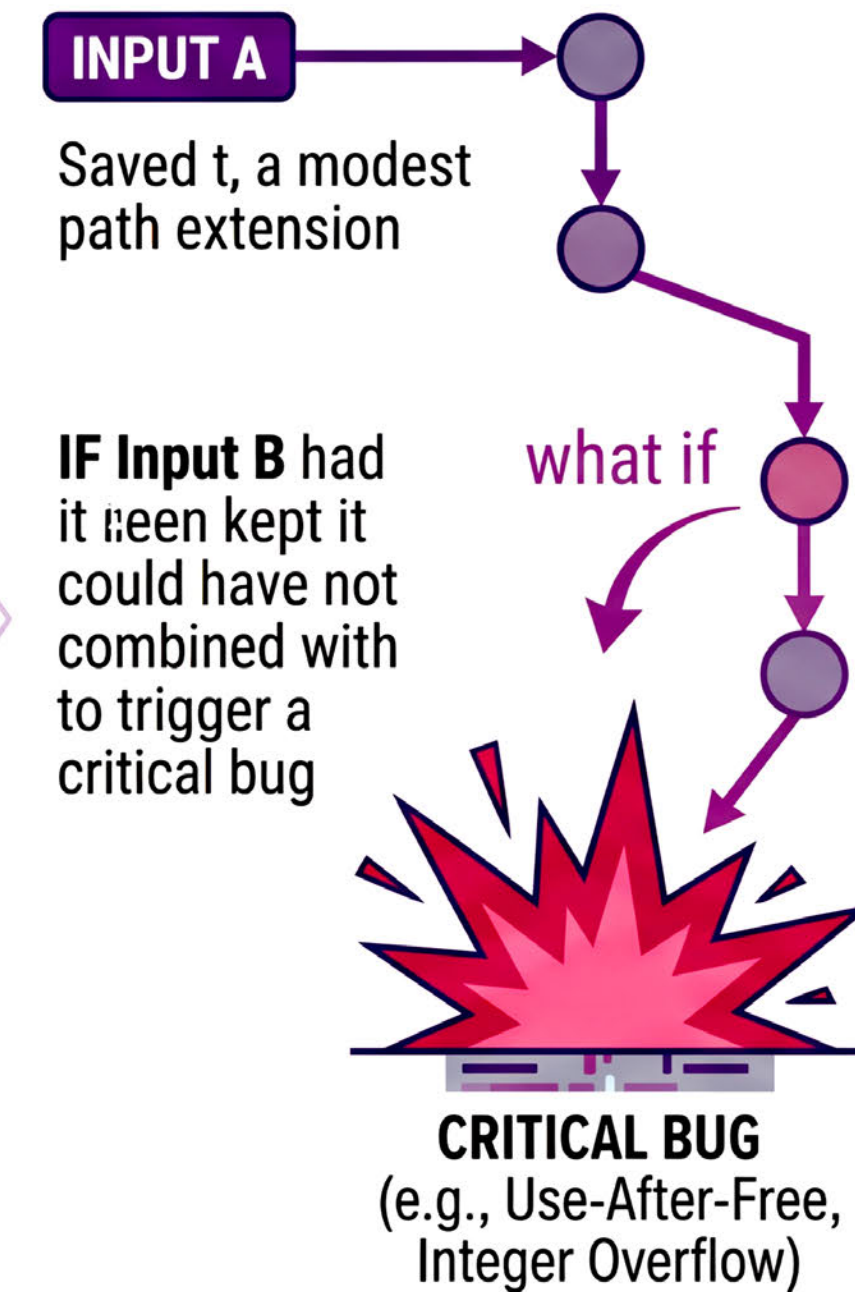 INPUT A
Saved t, a modest
path extension
IF Input B had
it been kept it
could have not
combined with
to trigger a
critical bug
what if
CRITICAL BUG
(e.g., Use-After-Free,
Integer Overflow)